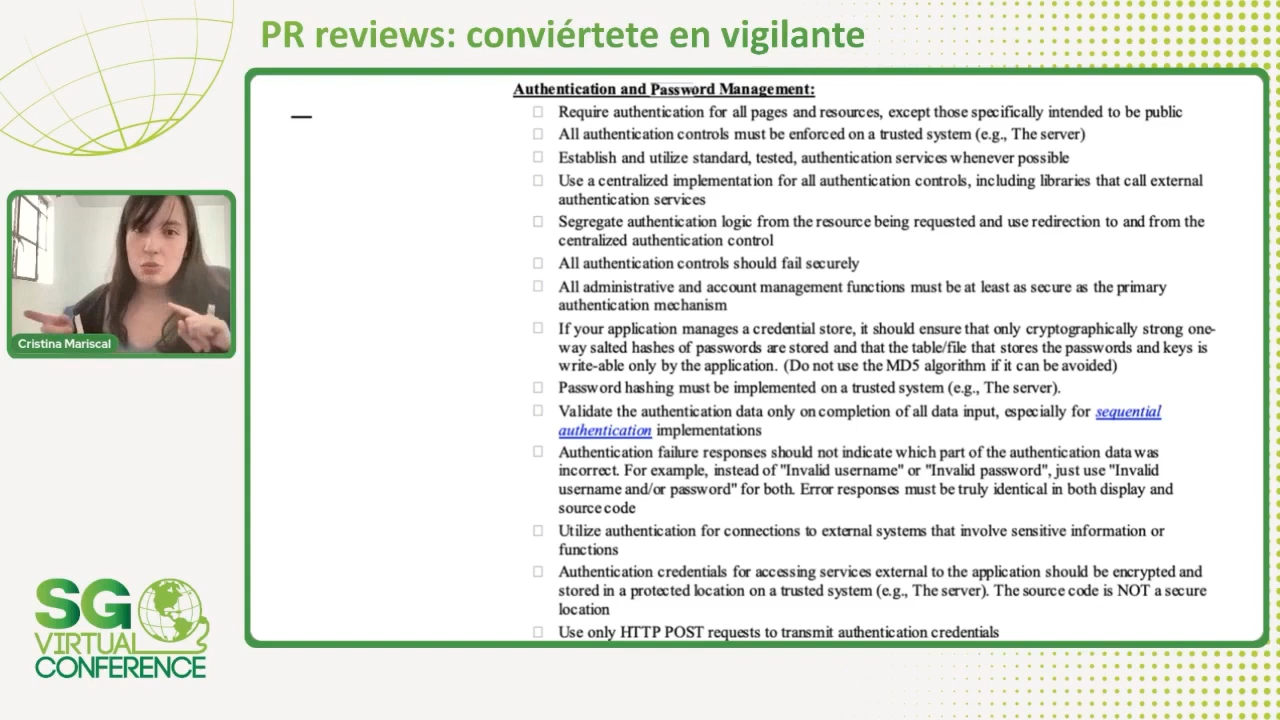 PR reviews: conviértete en vigilante
Authentication and Password Management:
Require authentication for all pages and resources, except those specifically intended to be public
All authentication controls must be enforced on a trusted system (e.g., The server)
Establish and utilize standard, tested, authentication services whenever possible
Use a centralized implementation for all authentication controls, including libraries that call external
authentication services
Segregate authentication logic from the resource being requested and use redirection to and from the
centralized authentication control
All authentication controls should fail securely
All administrative and account management functions must be at least as secure as the primary
authentication mechanism
If your application manages a credential store, it should ensure that only cryptographically strong one-
way salted hashes of passwords are stored and that the table/file that stores the passwords and keys is
write-able only by the application. (Do not use the MD5 algorithm if it can be avoided)
Password hashing must be implemented on a trusted system (e.g., The server).
Validate the authentication data only on completion of all data input, especially for sequential
authentication implementations
Authentication failure responses should not indicate which part of the authentication data was
incorrect. For example, instead of "Invalid username" or "Invalid password", just use "Invalid
username and/or password" for both. Error responses must be truly identical in both display and
source code
Utilize authentication for connections to external systems that involve sensitive information or
functions
Authentication credentials for accessing services external to the application should be encrypted and
stored in a protected location on a trusted system (e.g., The server). The source code is NOT a secure
location
Use only HTTP POST requests to transmit authentication credentials
Cristina Mariscal
SG
VIRTUAL
CONFERENCE